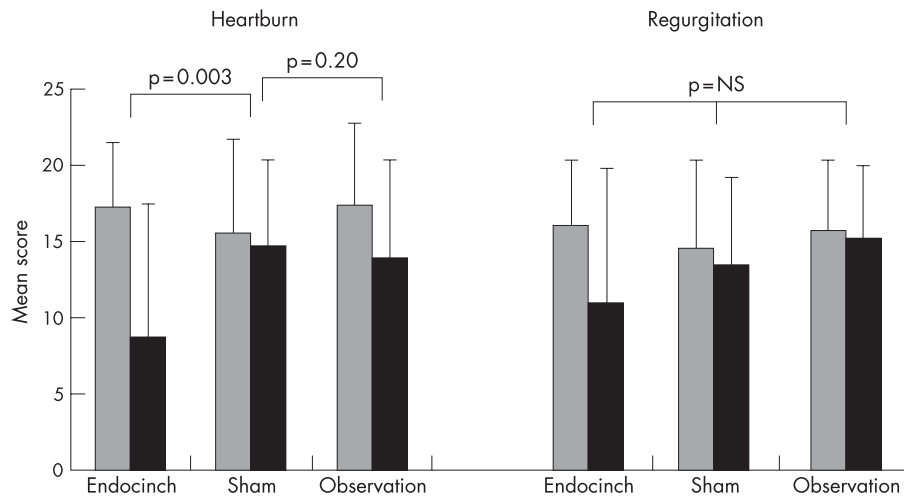 Heartburn
Regurgitation
p=0.003
p=0.20
p=NS
Mean score
25
20
15
10
5
0
Endocinch
Sham
Observation
Endocinch
Sham
Observation